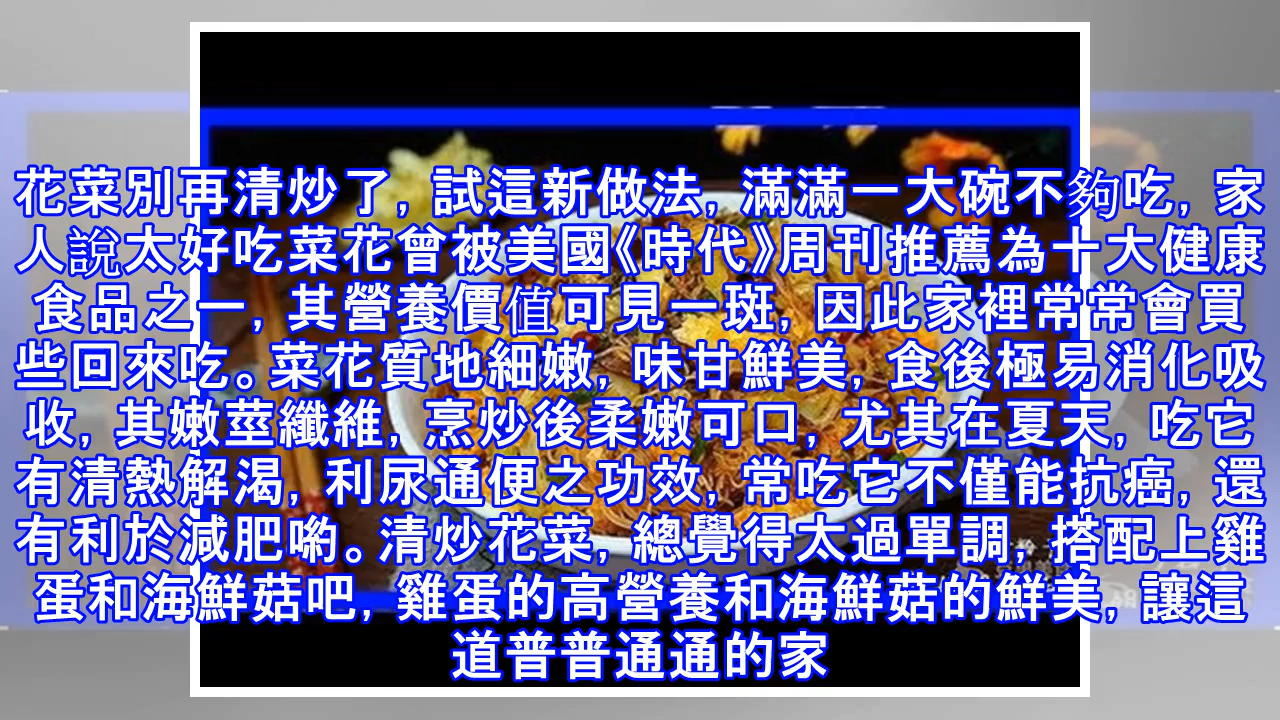 花菜別再清炒了, 試這新做法, 滿滿一大碗不夠吃, 家
人說太好吃菜花曾被美國《時代》周刊推薦為十大健康
食品之一, 其營養價值可見一斑, 因此家裡常常會買
些回來吃。菜花質地細嫩, 味甘鮮美, 食後極易消化吸
收, 其嫩莖纖維, 烹炒後柔嫩可口, 尤其在夏天, 吃它
有清熱解渴, 利尿通便之功效, 常吃它不僅能抗癌, 還
有利於減肥喲。清炒花菜, 總覺得太過單調, 搭配上雞
蛋和海鮮菇吧, 雞蛋的高營養和海鮮菇的鮮美, 讓這
道普普通通的家